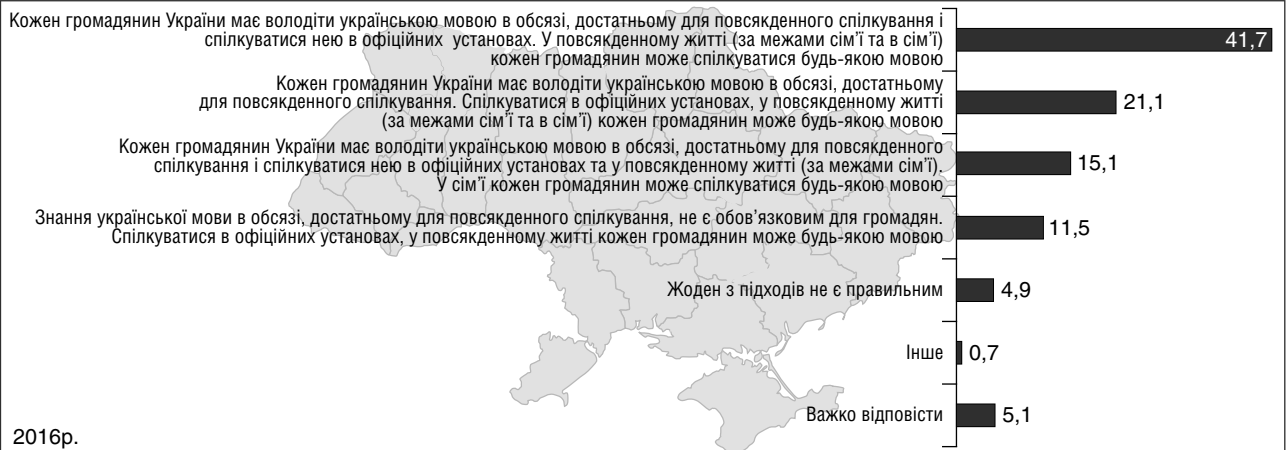 Кожен громадянин України має володіти українською мовою в обсязі, достатньому для повсякденного спілкування і
спілкуватися нею в офіційних установах. У повсякденному житті (за межами сім’ї та в сім’ї)
кожен громадянин може спілкуватися будь-якою мовою
41,7
Кожен громадянин України має володіти українською мовою в обсязі, достатньому
для повсякденного спілкування. Спілкуватися в офіційних установах, у повсякденному житті
(за межами сім’ї та в сім’ї) кожен громадянин може будь-якою мовою
21,1
Кожен громадянин України має володіти українською мовою в обсязі, достатньому для повсякденного
спілкування і спілкуватися нею в офіційних установах та у повсякденному житті (за межами сім’ї).
У сім’ї кожен громадянин може спілкуватися будь-якою мовою
15,1
Знання української мови в обсязі, достатньому для повсякденного спілкування, не є обов’язковим для громадян.
Спілкуватися в офіційних установах, у повсякденному житті кожен громадянин може будь-якою мовою
11,5
Жоден з підходів не є правильним
4,9
Інше
0,7
Важко відповісти
5,1
2016р.